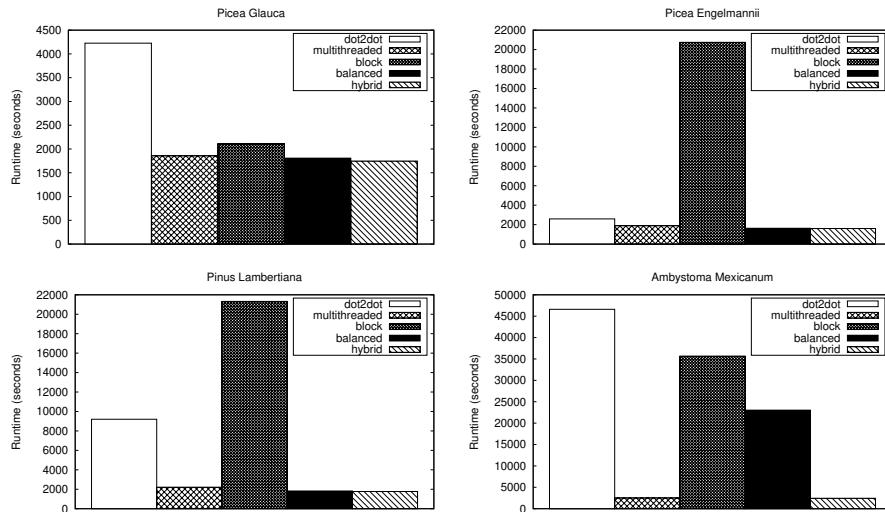 Picea Glauca
Runtime (seconds)
4500
4000
3500
3000
2500
2000
1500
1000
500
0
dot2dot
multithreaded
block
balanced
hybrid
Picea Engelmannii
Runtime (seconds)
22000
20000
18000
16000
14000
12000
10000
8000
6000
4000
2000
0
dot2dot
multithreaded
block
balanced
hybrid
Pinus Lambertiana
Runtime (seconds)
22000
20000
18000
16000
14000
12000
10000
8000
6000
4000
2000
0
dot2dot
multithreaded
block
balanced
hybrid
Ambystoma Mexicanum
Runtime (seconds)
50000
45000
40000
35000
30000
25000
20000
15000
10000
5000
0
dot2dot
multithreaded
block
balanced
hybrid